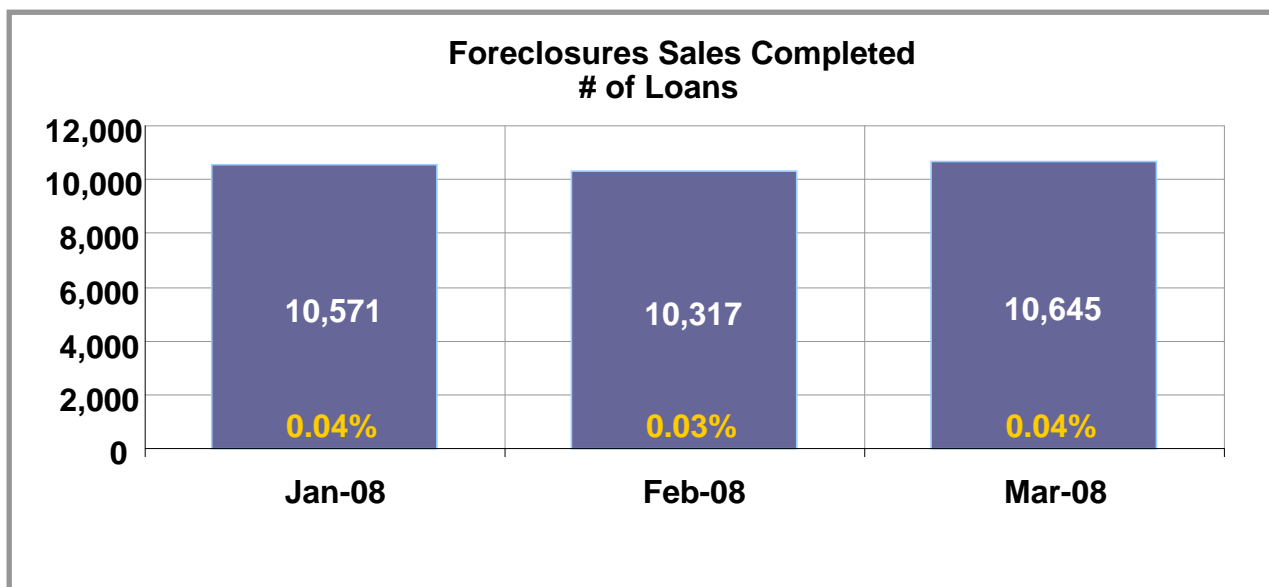 Foreclosures Sales Completed
# of Loans
12,000
10,000
8,000
6,000
4,000
2,000
0
10,571
10,317
10,645
0.04%
0.03%
0.04%
Jan-08
Feb-08
Mar-08